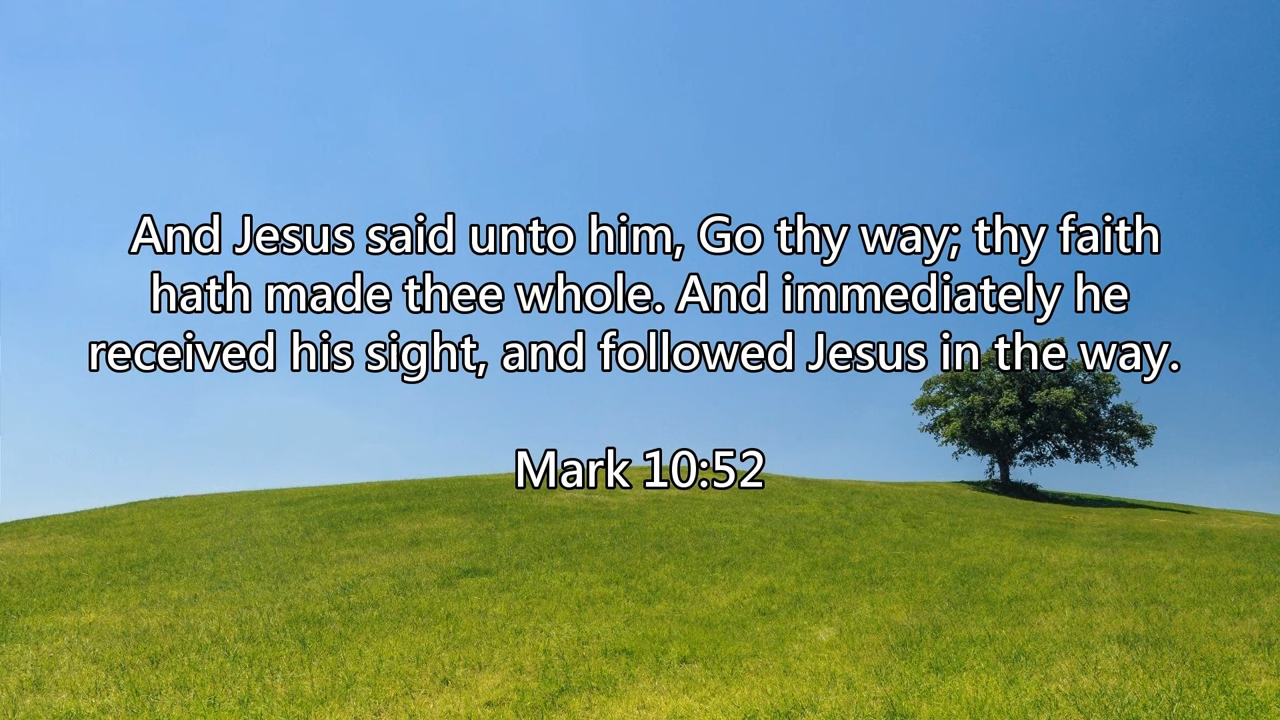 And Jesus said unto him, Go thy way; thy faith
hath made thee whole. And immediately he
received his sight, and followed Jesus in the way.
Mark 10:52